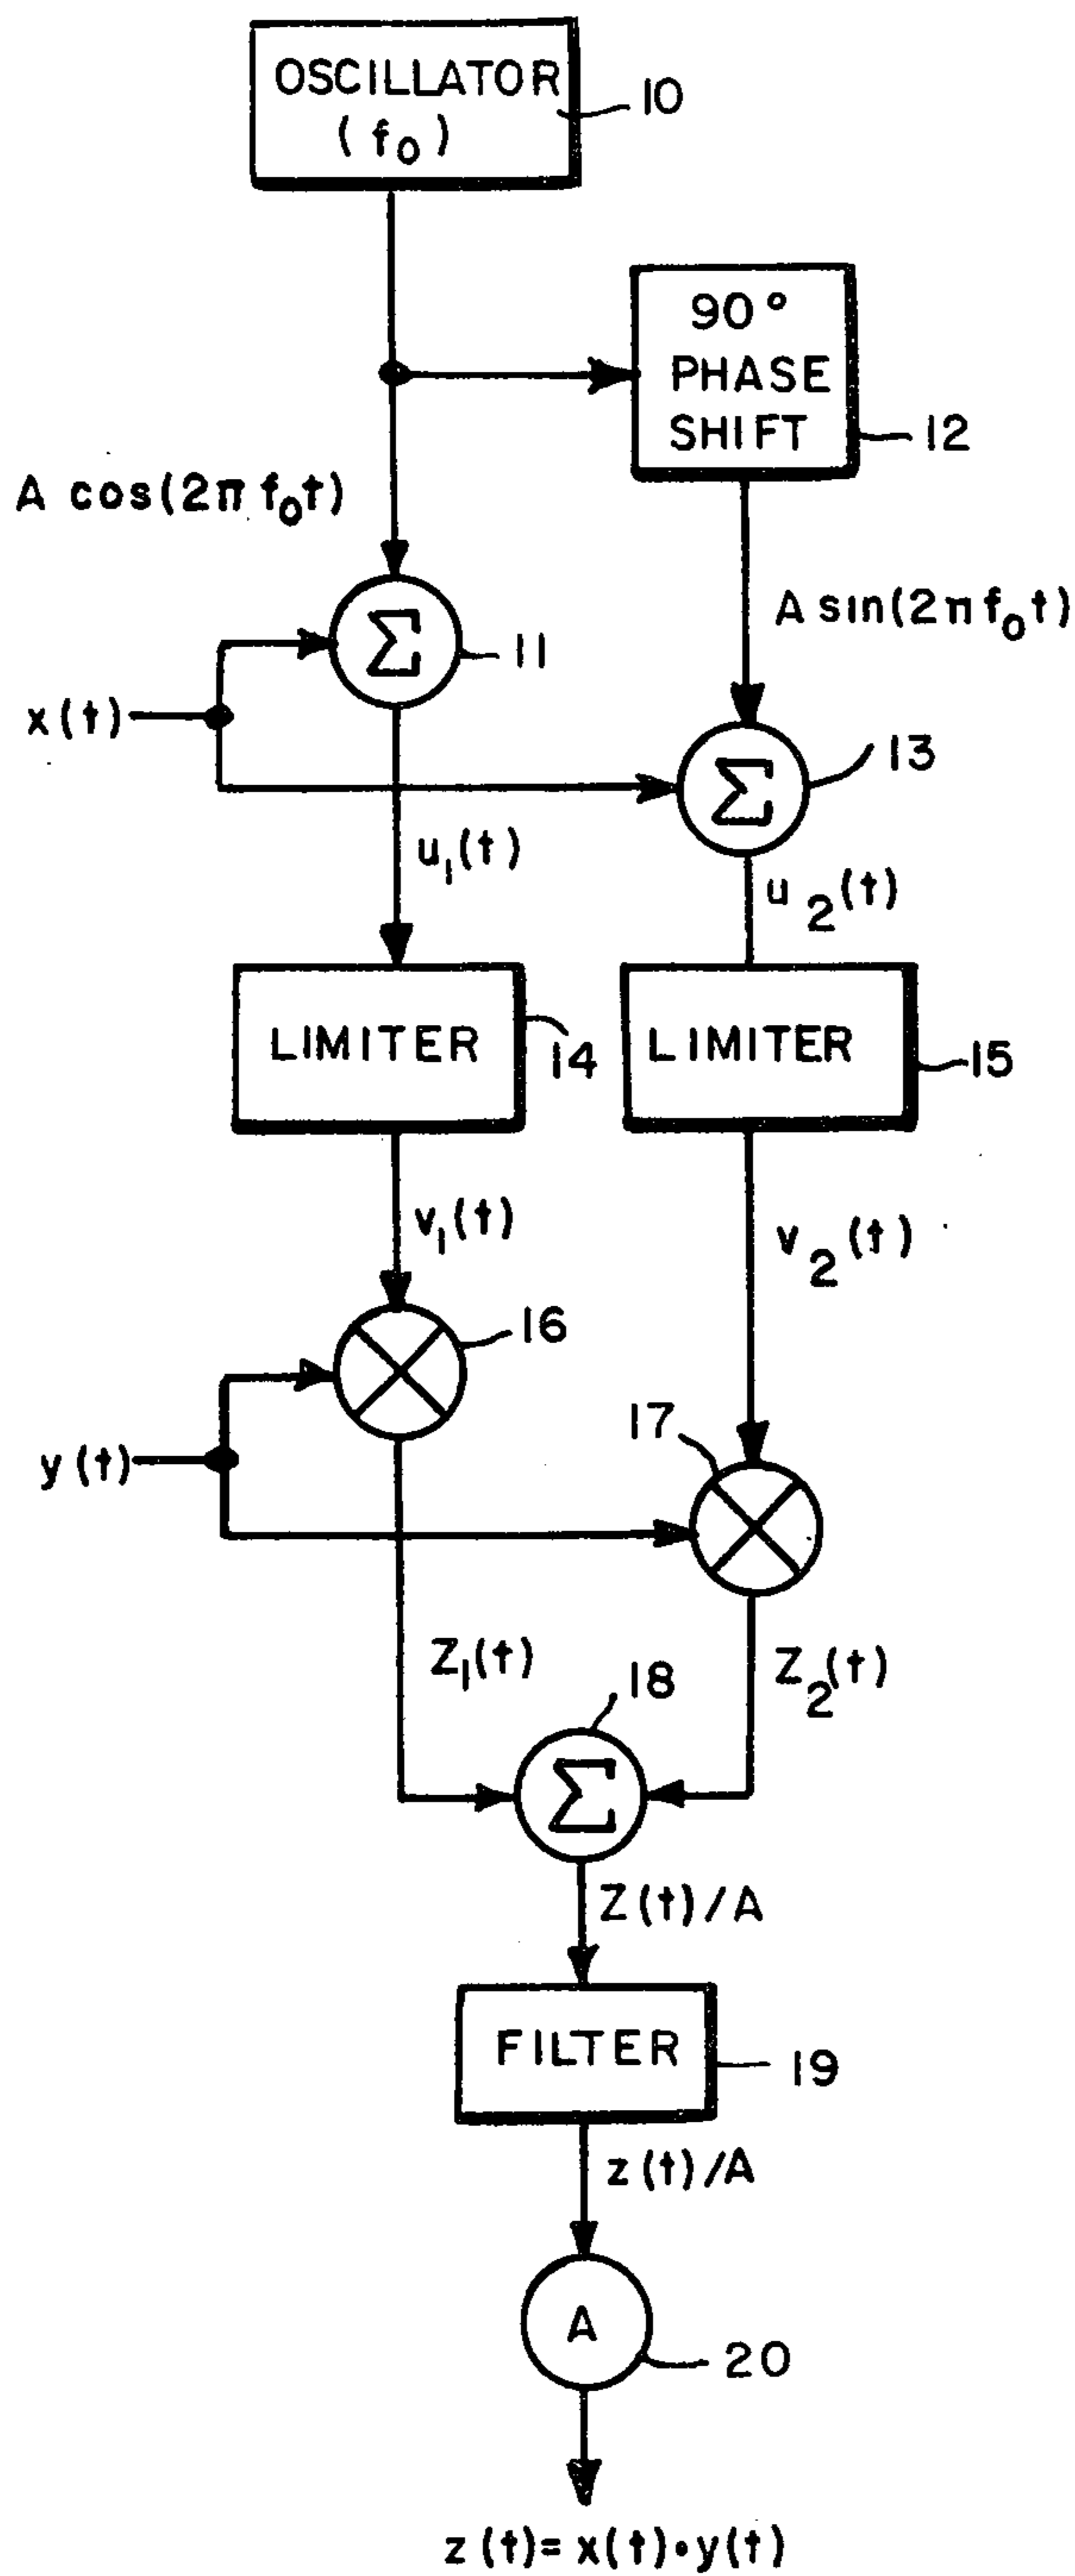 OSCILLATOR
(f₀)
10
90°
PHASE
SHIFT
12
A cos(2π f₀t)
A sin(2π f₀t)
Σ
11
x(t)
Σ
13
u₁(t)
u₂(t)
LIMITER
14
LIMITER
15
v₁(t)
v₂(t)
16
17
y(t)
Z₁(t)
Z₂(t)
18
Σ
Z(t)/A
FILTER
19
z(t)/A
A
20
z(t)= x(t)•y(t)